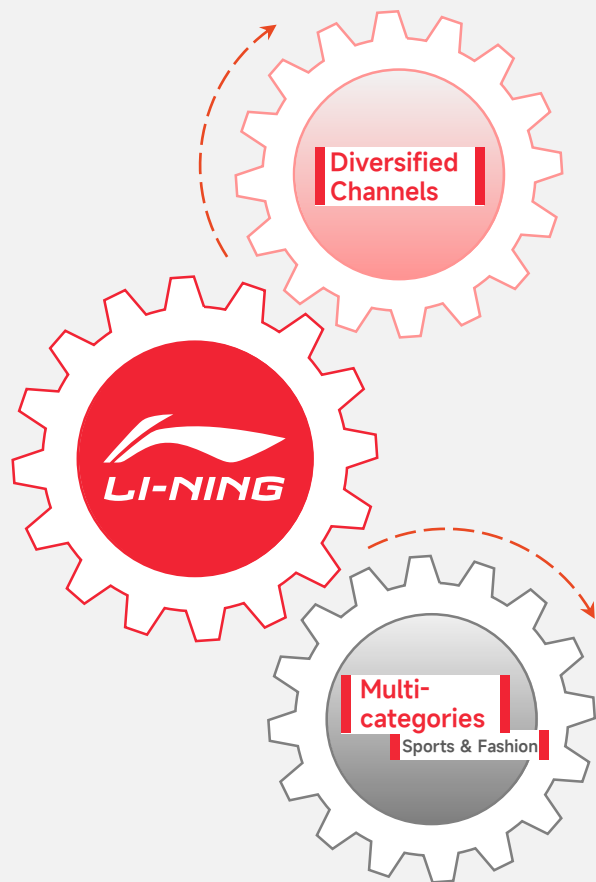 Diversified
Channels
LI-NING
Multi-
categories
Sports & Fashion